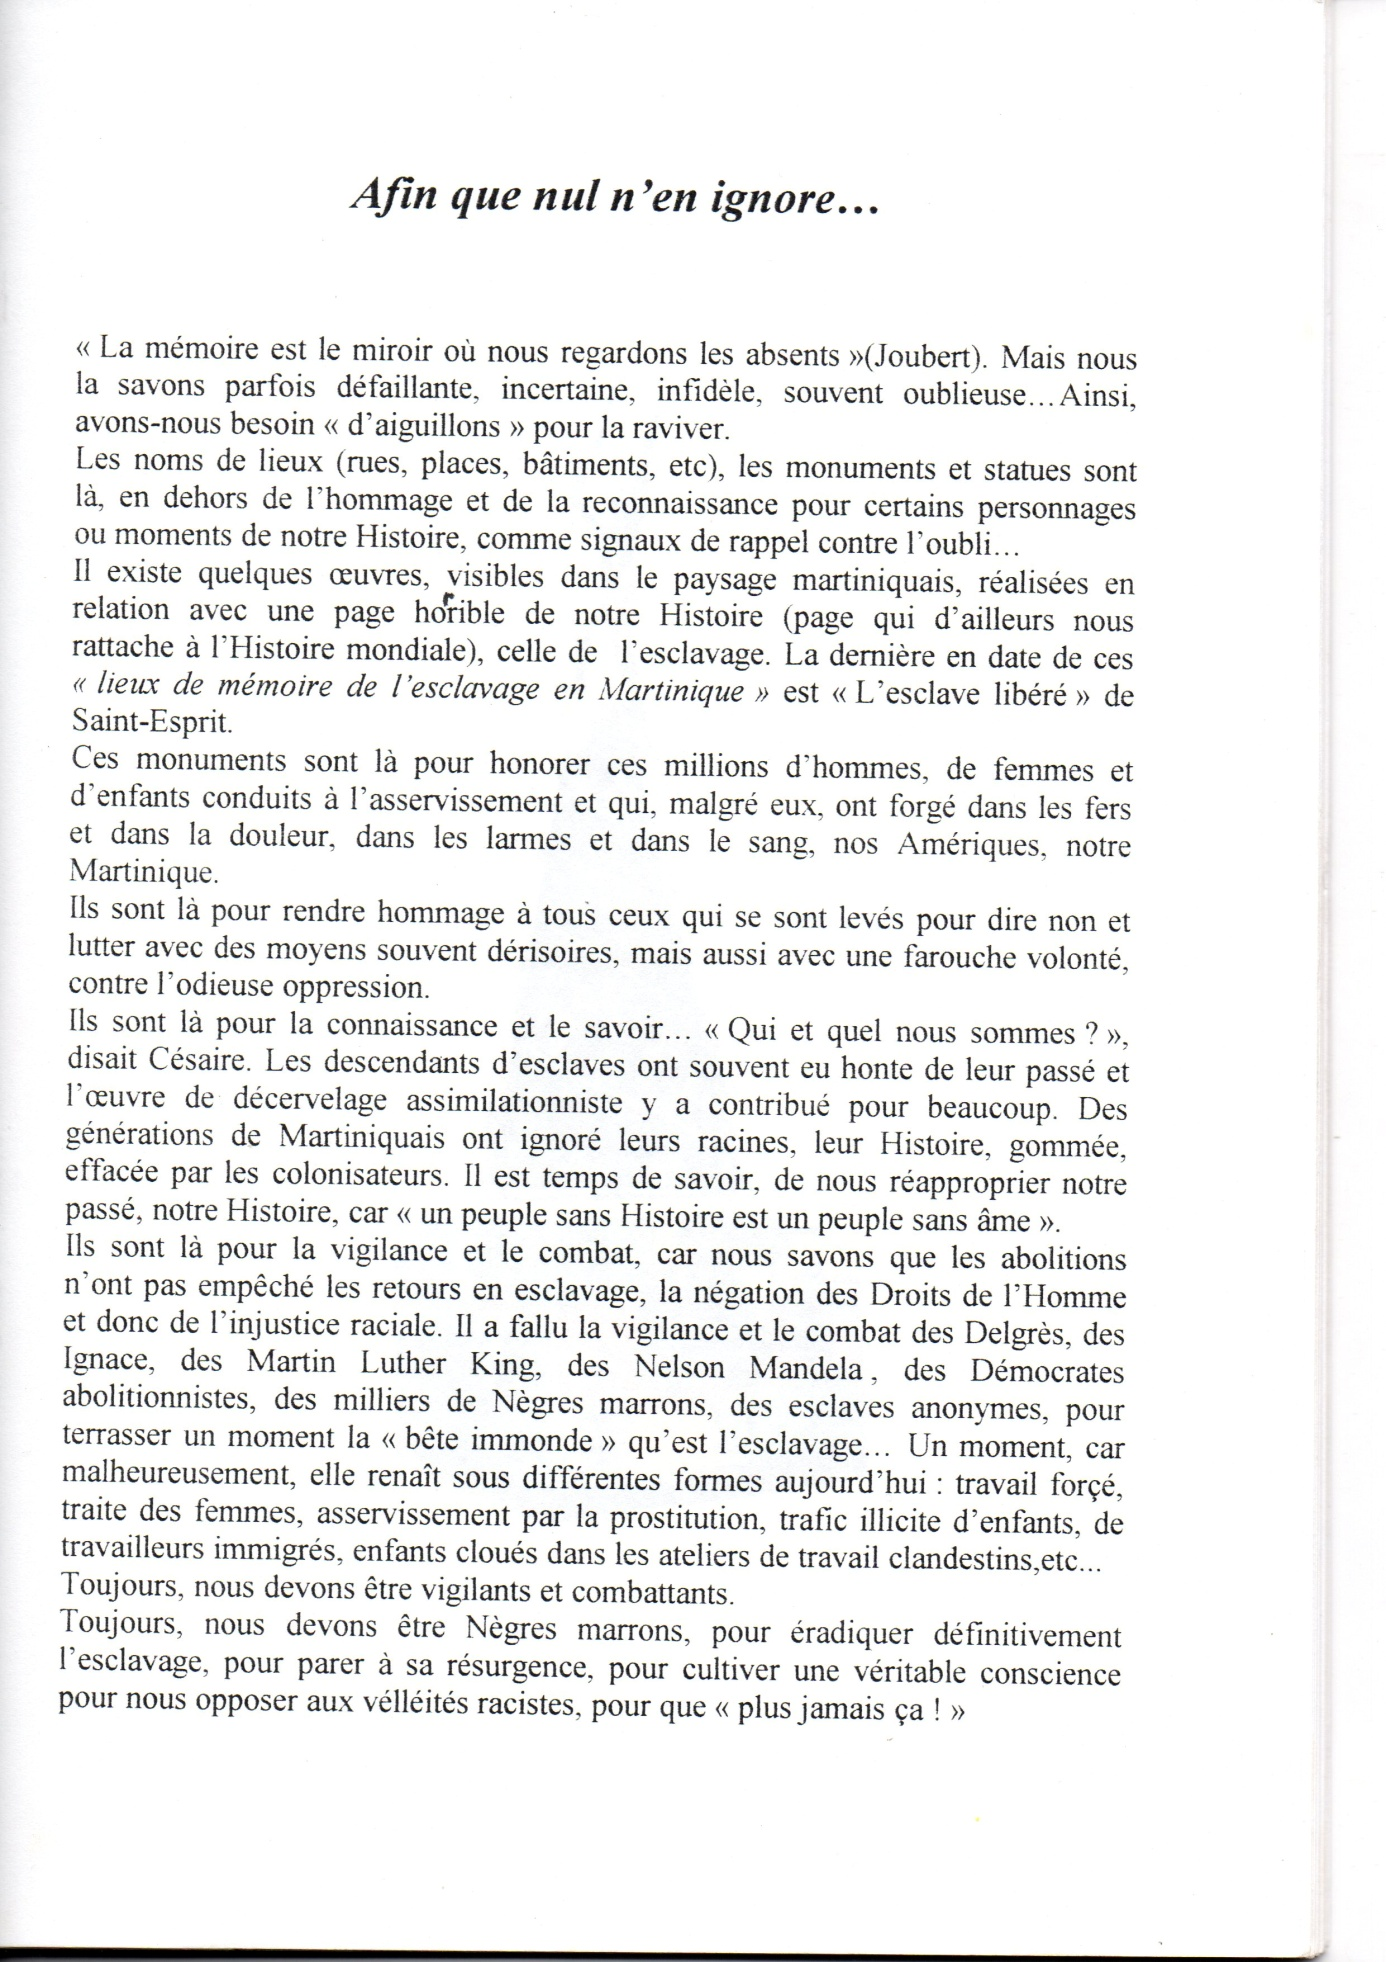 Afin que nul n'en ignore…
« La mémoire est le miroir où nous regardons les absents »(Joubert). Mais nous
la savons parfois défaillante, incertaine, infidèle, souvent oublieuse…Ainsi,
avons-nous besoin « d'aiguillons » pour la raviver.
Les noms de lieux (rues, places, bâtiments, etc), les monuments et statues sont
là, en dehors de l'hommage et de la reconnaissance pour certains personnages
ou moments de notre Histoire, comme signaux de rappel contre l'oubli…
Il existe quelques œuvres, visibles dans le paysage martiniquais, réalisées en
relation avec une page horrible de notre Histoire (page qui d'ailleurs nous
rattache à l'Histoire mondiale), celle de l'esclavage. La dernière en date de ces
« lieux de mémoire de l'esclavage en Martinique » est « L'esclave libéré » de
Saint-Esprit.
Ces monuments sont là pour honorer ces millions d'hommes, de femmes et
d'enfants conduits à l'asservissement et qui, malgré eux, ont forgé dans les fers
et dans la douleur, dans les larmes et dans le sang, nos Amériques, notre
Martinique.
Ils sont là pour rendre hommage à tous ceux qui se sont levés pour dire non et
lutter avec des moyens souvent dérisoires, mais aussi avec une farouche volonté,
contre l'odieuse oppression.
Ils sont là pour la connaissance et le savoir… « Qui et quel nous sommes ? »,
disait Césaire. Les descendants d'esclaves ont souvent eu honte de leur passé et
l'œuvre de décervelage assimilationniste y a contribué pour beaucoup. Des
générations de Martiniquais ont ignoré leurs racines, leur Histoire, gommée,
effacée par les colonisateurs. Il est temps de savoir, de nous réapproprier notre
passé, notre Histoire, car « un peuple sans Histoire est un peuple sans âme ».
Ils sont là pour la vigilance et le combat, car nous savons que les abolitions
n'ont pas empêché les retours en esclavage, la négation des Droits de l'Homme
et donc de l'injustice raciale. Il a fallu la vigilance et le combat des Delgrès, des
Ignace, des Martin Luther King, des Nelson Mandela , des Démocrates
abolitionnistes, des milliers de Nègres marrons, des esclaves anonymes, pour
terrasser un moment la « bête immonde » qu'est l'esclavage… Un moment, car
malheureusement, elle renaît sous différentes formes aujourd'hui : travail forçé,
traite des femmes, asservissement par la prostitution, trafic illicite d'enfants, de
travailleurs immigrés, enfants cloués dans les ateliers de travail clandestins,etc…
Toujours, nous devons être vigilants et combattants.
Toujours, nous devons être Nègres marrons, pour éradiquer définitivement
l'esclavage, pour parer à sa résurgence, pour cultiver une véritable conscience
pour nous opposer aux vélléités racistes, pour que « plus jamais ça ! »